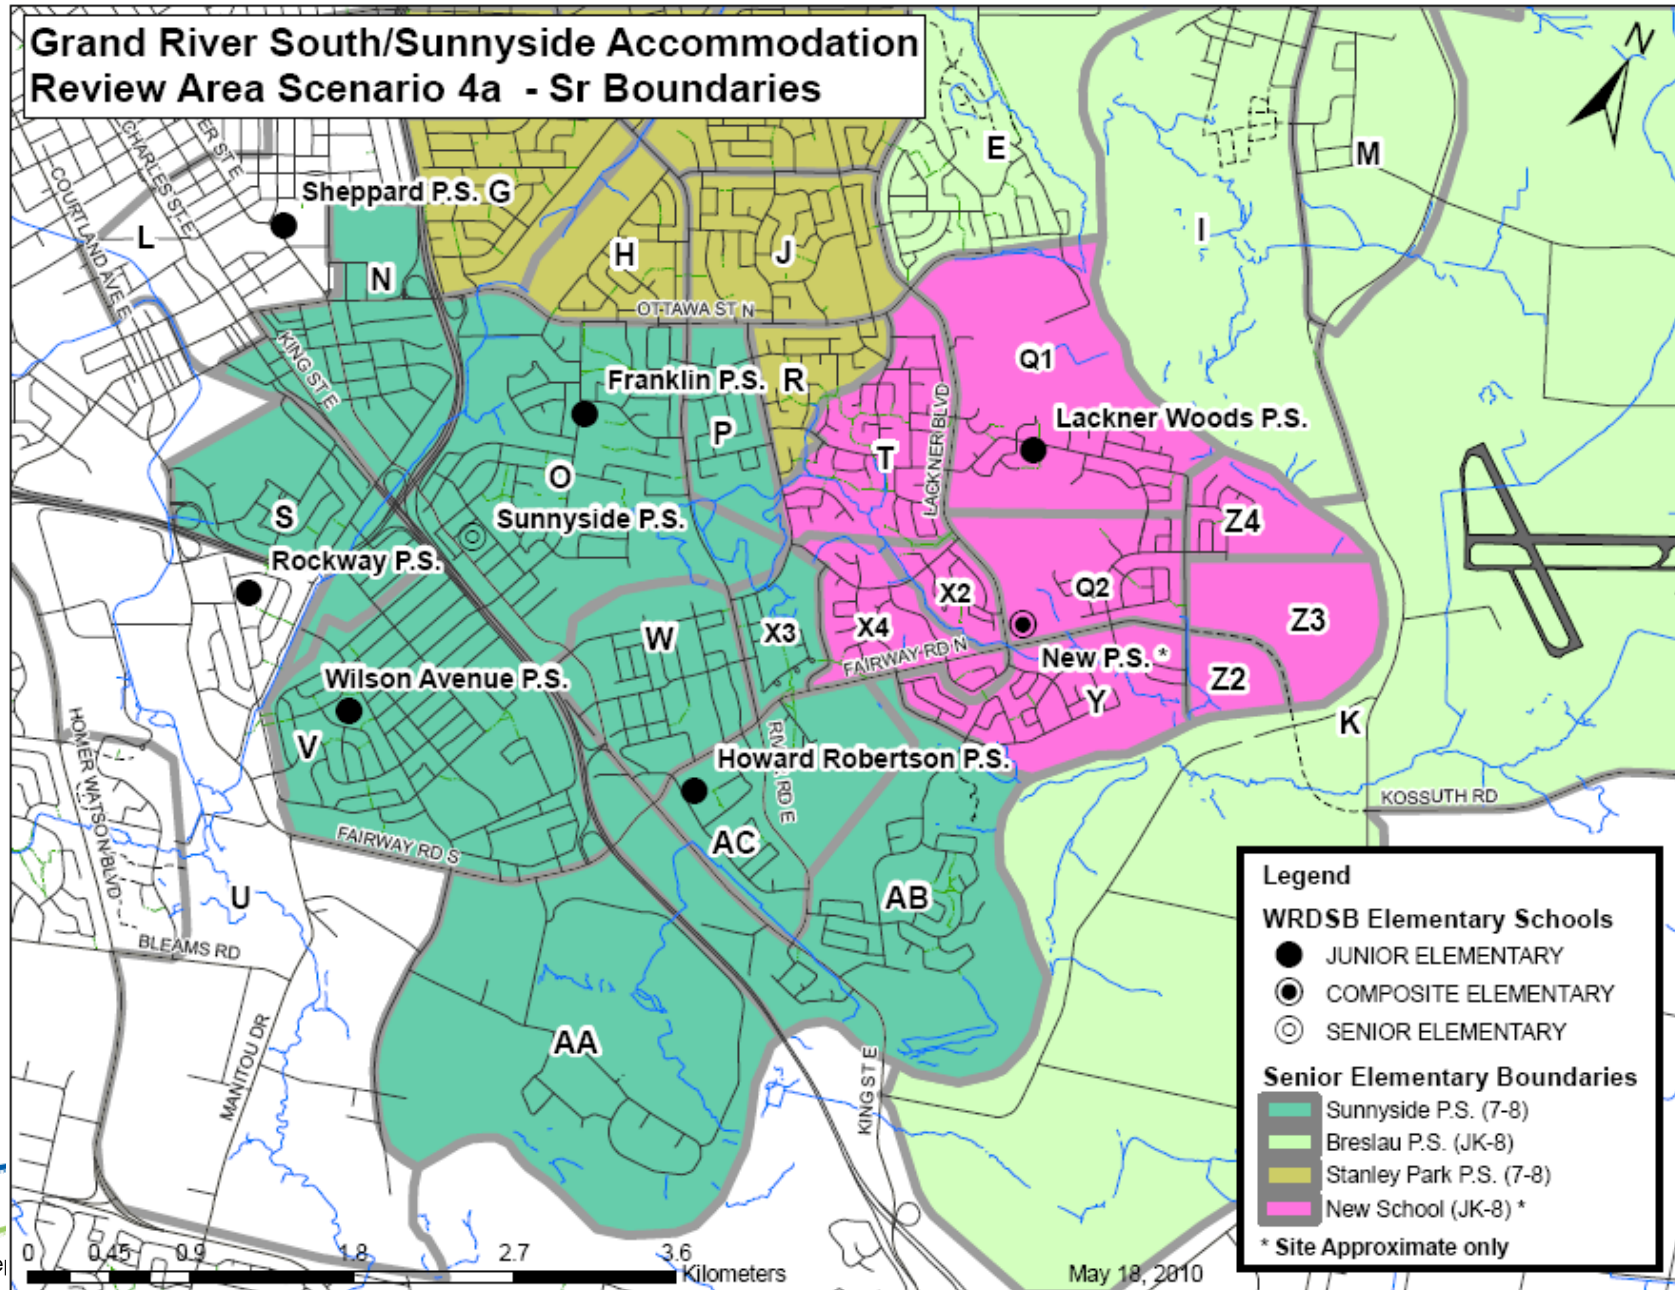 Grand River South/Sunnyside Accommodation
Review Area Scenario 4a - Sr Boundaries
N
E
M
CHARLES ST E
ER ST E
COURTLAND AVE E
Sheppard P.S.
G
L
I
H
J
N
OTTAWA ST N
KING ST E
Q1
Franklin P.S.
R
LACKNER BLVD
Lackner Woods P.S.
P
T
O
S
Sunnyside P.S.
Z4
Rockway P.S.
X2
Q2
W
X3
X4
Z3
FAIRWAY RD N
New P.S. *
Wilson Avenue P.S.
Z2
Y
K
V
HOMER WATSON BLVD
RIVER RD E
Howard Robertson P.S.
KOSSUTH RD
FAIRWAY RD S
AC
U
AB
BLEAMS RD
MANITOU DR
AA
KING ST E
Legend
WRDSB Elementary Schools
JUNIOR ELEMENTARY
COMPOSITE ELEMENTARY
SENIOR ELEMENTARY
Senior Elementary Boundaries
Sunnyside P.S. (7-8)
Breslau P.S. (JK-8)
Stanley Park P.S. (7-8)
New School (JK-8) *
* Site Approximate only
0 0.45 0.9 1.8 2.7 3.6
Kilometers
May 18, 2010